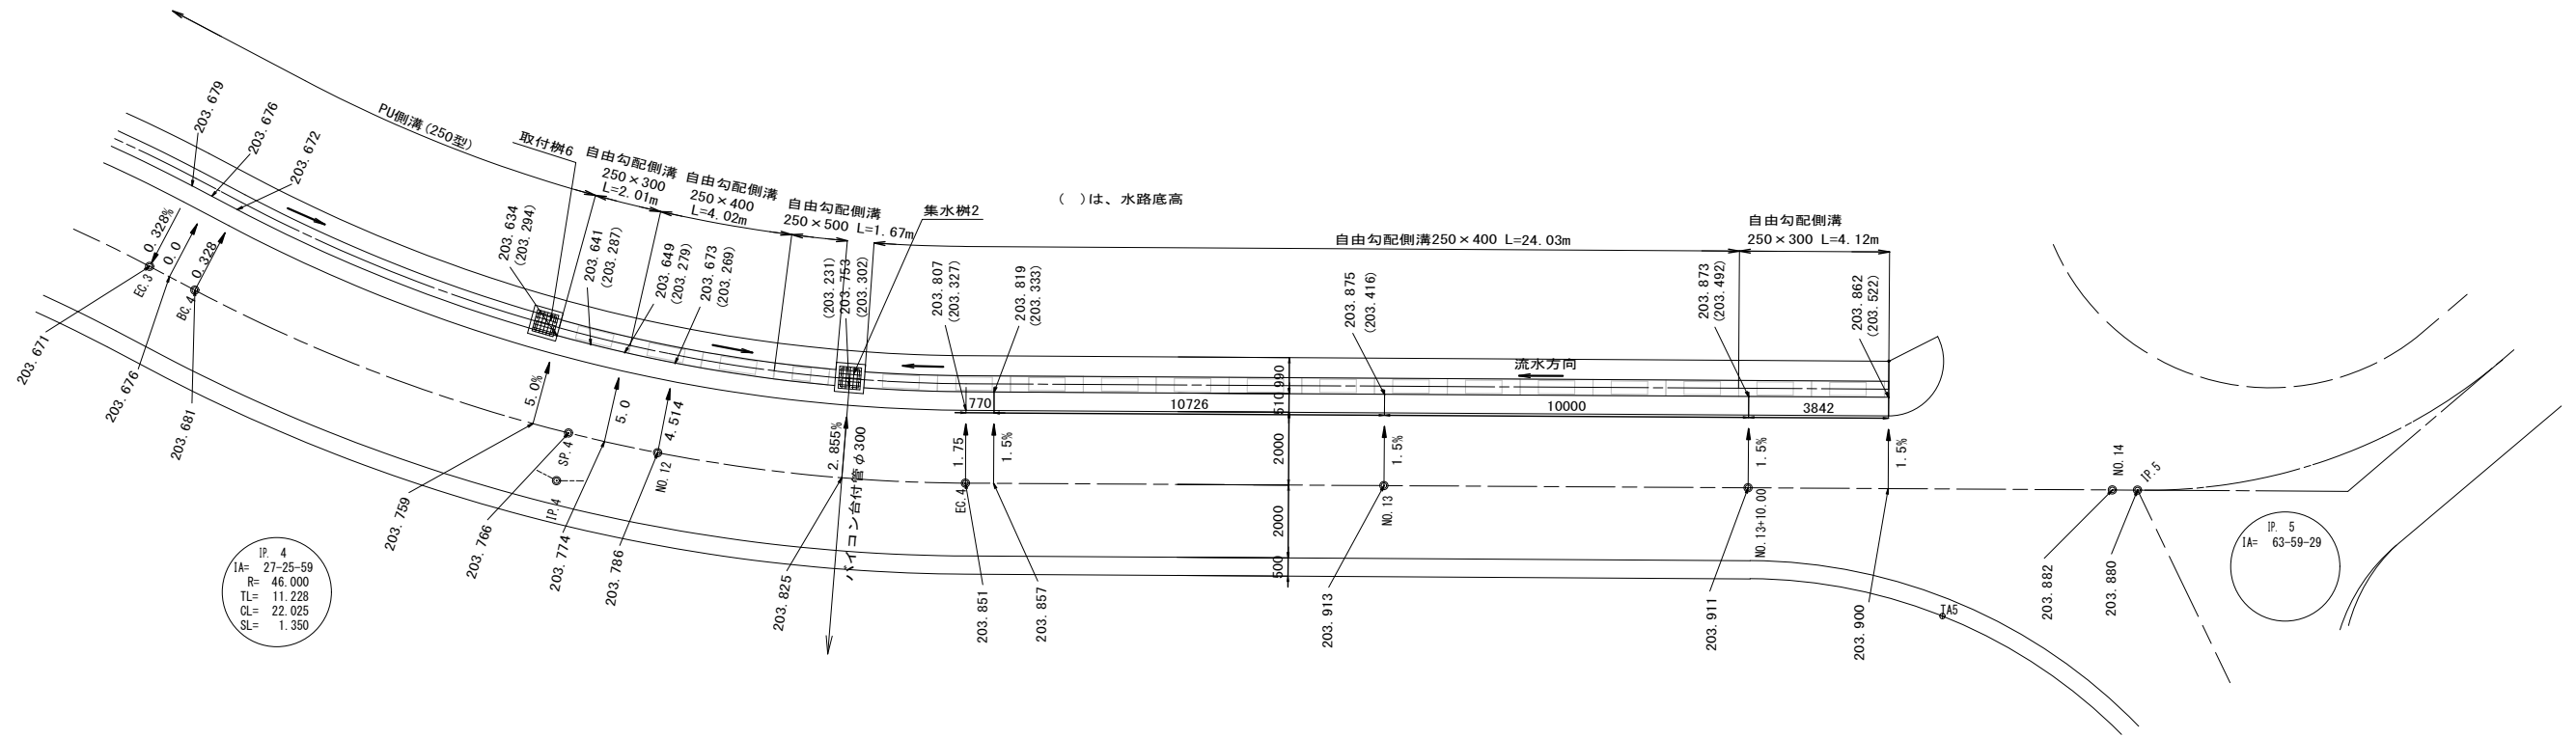 PU側溝(250型)
取付桝6
自由勾配側溝
250×300
L=2.01m
自由勾配側溝
250×400
L=4.02m
自由勾配側溝
250×500 L=1.67m
集水桝2
( )は、水路底高
自由勾配側溝250×400 L=24.03m
自由勾配側溝
250×300 L=4.12m
203.679
203.676
203.672
203.634
(203.294)
203.641
(203.287)
203.649
(203.279)
203.673
(203.269)
(203.231)
203.753
(203.302)
203.807
(203.327)
203.819
(203.333)
203.875
(203.416)
203.873
(203.492)
203.862
(203.522)
流水方向
990
510
2000
2000
500
770
10726
10000
3842
0.328%
0.0
0.328
5.0%
5.0
4.514
2.855%
1.75
1.5%
1.5%
1.5%
1.5%
バイコン台付管φ300
EC.3
BC.4
SP.4
IP.4
NO.12
EC.4
NO.13
NO.13+10.00
NO.14
IP.5
TA5
203.671
203.676
203.681
203.759
203.766
203.774
203.786
203.825
203.851
203.857
203.913
203.911
203.900
203.882
203.880
IP. 4
IA= 27-25-59
R= 46.000
TL= 11.228
CL= 22.025
SL= 1.350
IP. 5
IA= 63-59-29